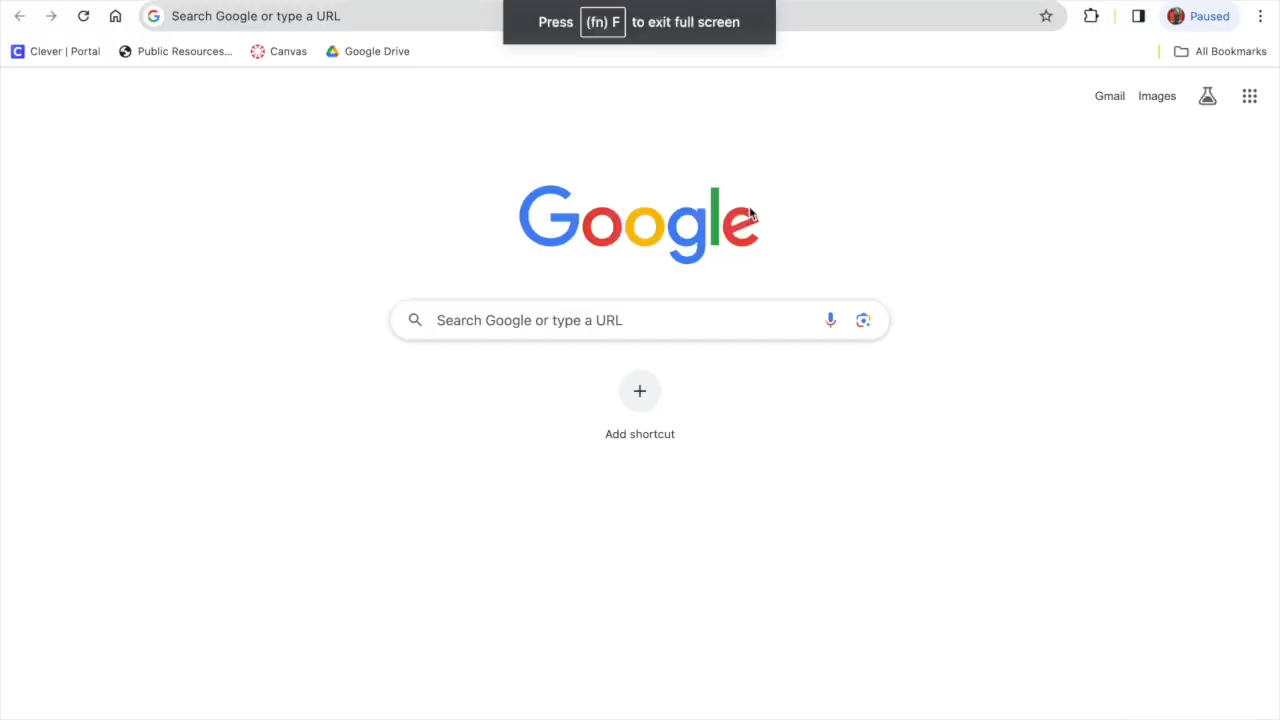 Search Google or type a URL
Press (fn) F to exit full screen
Paused
Clever | Portal
Public Resources...
Canvas
Google Drive
All Bookmarks
Gmail
Images
Google
Search Google or type a URL
Add shortcut